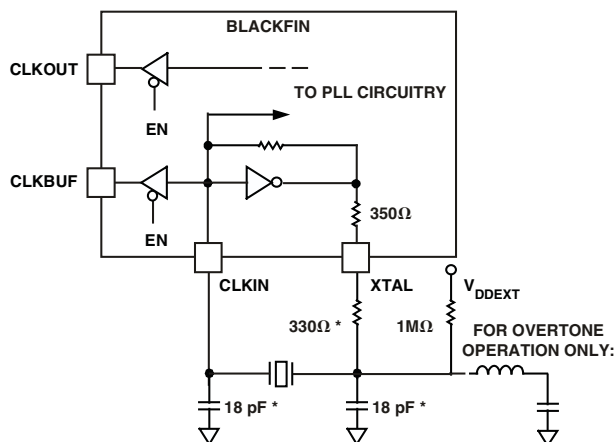 BLACKFIN
CLKOUT
TO PLL CIRCUITRY
EN
CLKBUF
EN
350Ω
CLKIN
XTAL
V_DDEXT
330Ω *
1MΩ
FOR OVERTONE
OPERATION ONLY:
18 pF *
18 pF *